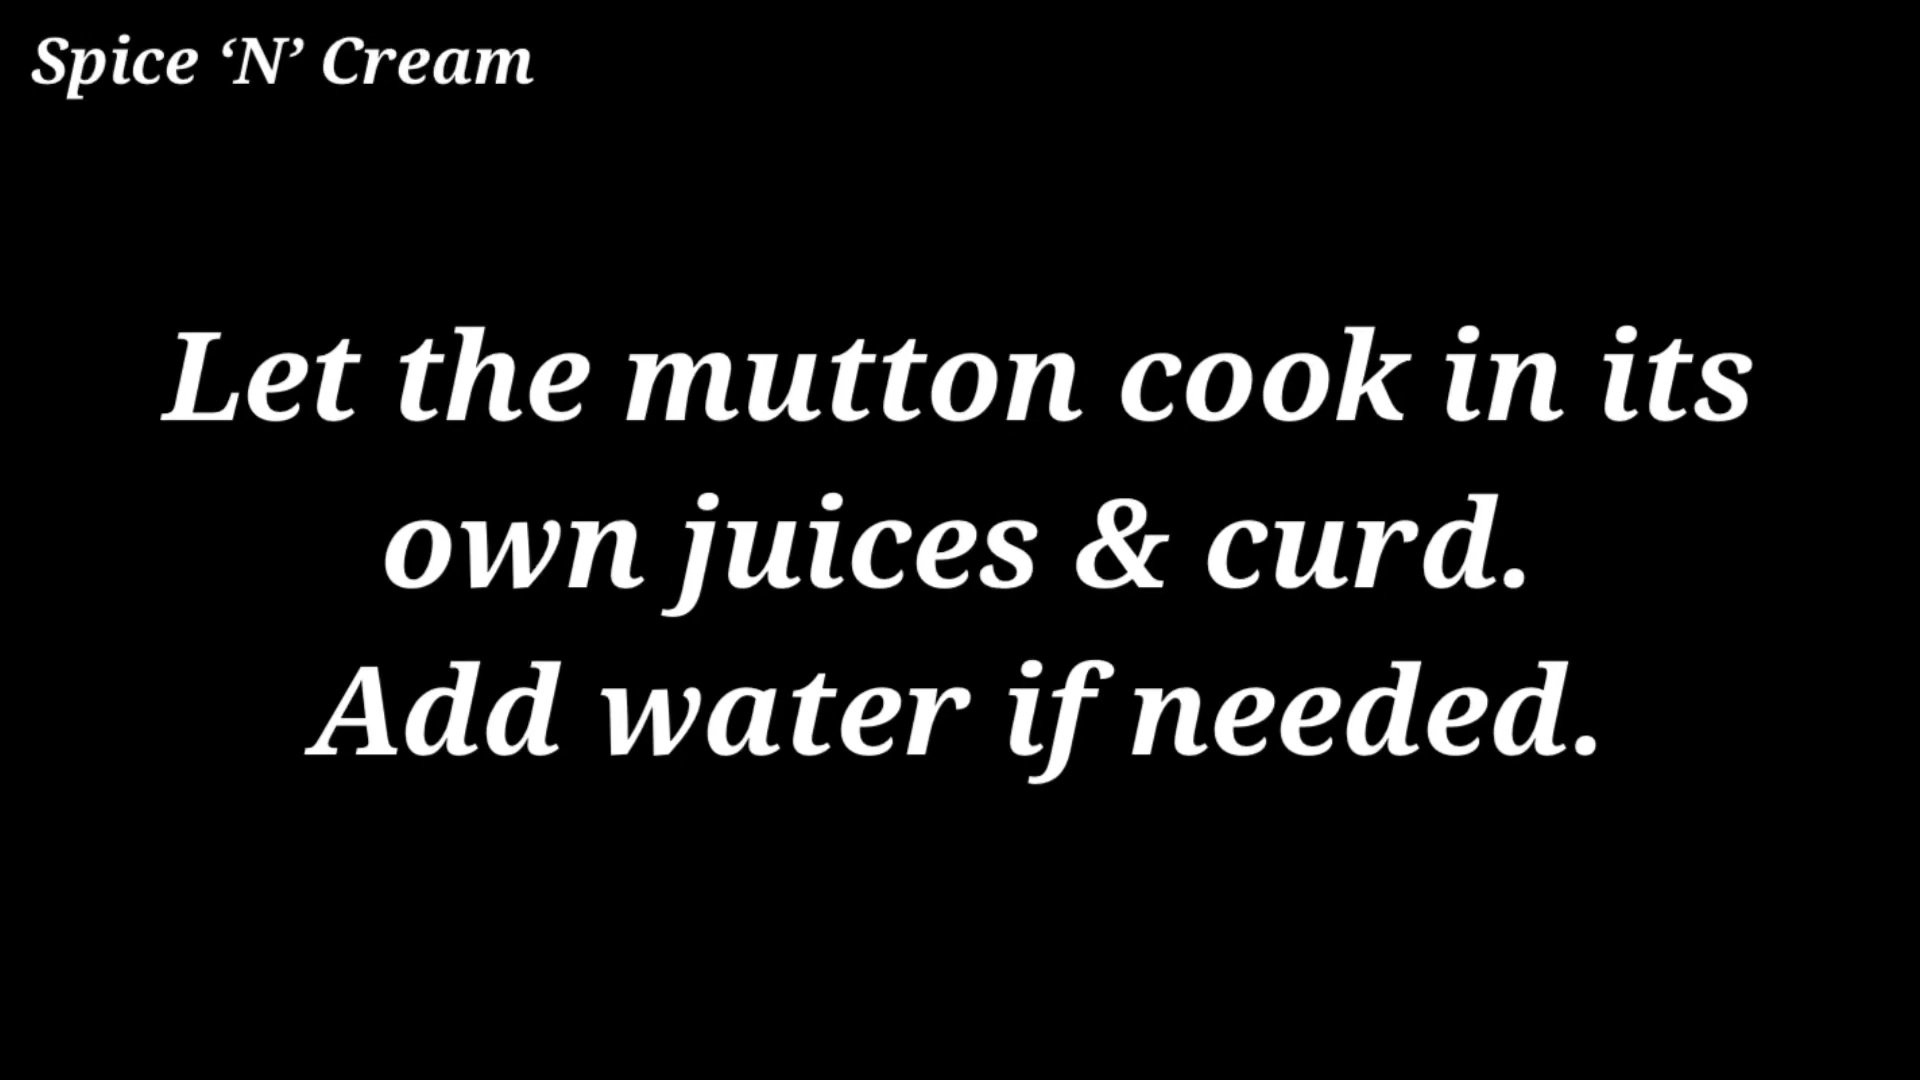 Spice ‘N’ Cream
Let the mutton cook in its
own juices & curd.
Add water if needed.